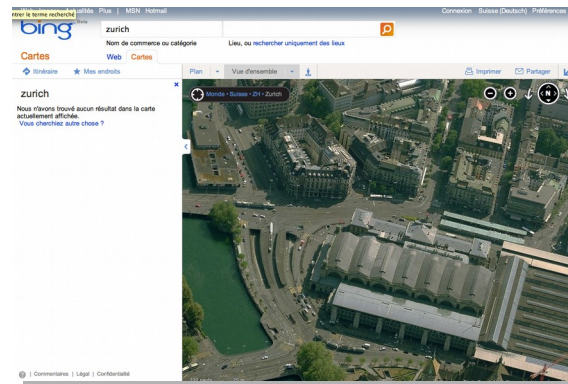 ntrer le terme recherché
ualités Plus | MSN Hotmail
Connexion Suisse (Deutsch) Préférences
bing Beta
zurich
Nom de commerce ou catégorie
Lieu, ou rechercher uniquement des lieux
Cartes
Web Cartes
Itinéraire
Mes endroits
Plan
Vue d'ensemble
Imprimer
Partager
zurich
Nous n'avons trouvé aucun résultat dans la carte
actuellement affichée.
Vous cherchiez autre chose ?
Monde • Suisse • ZH • Zurich
N
| Commentaires | Légal | Confidentialité